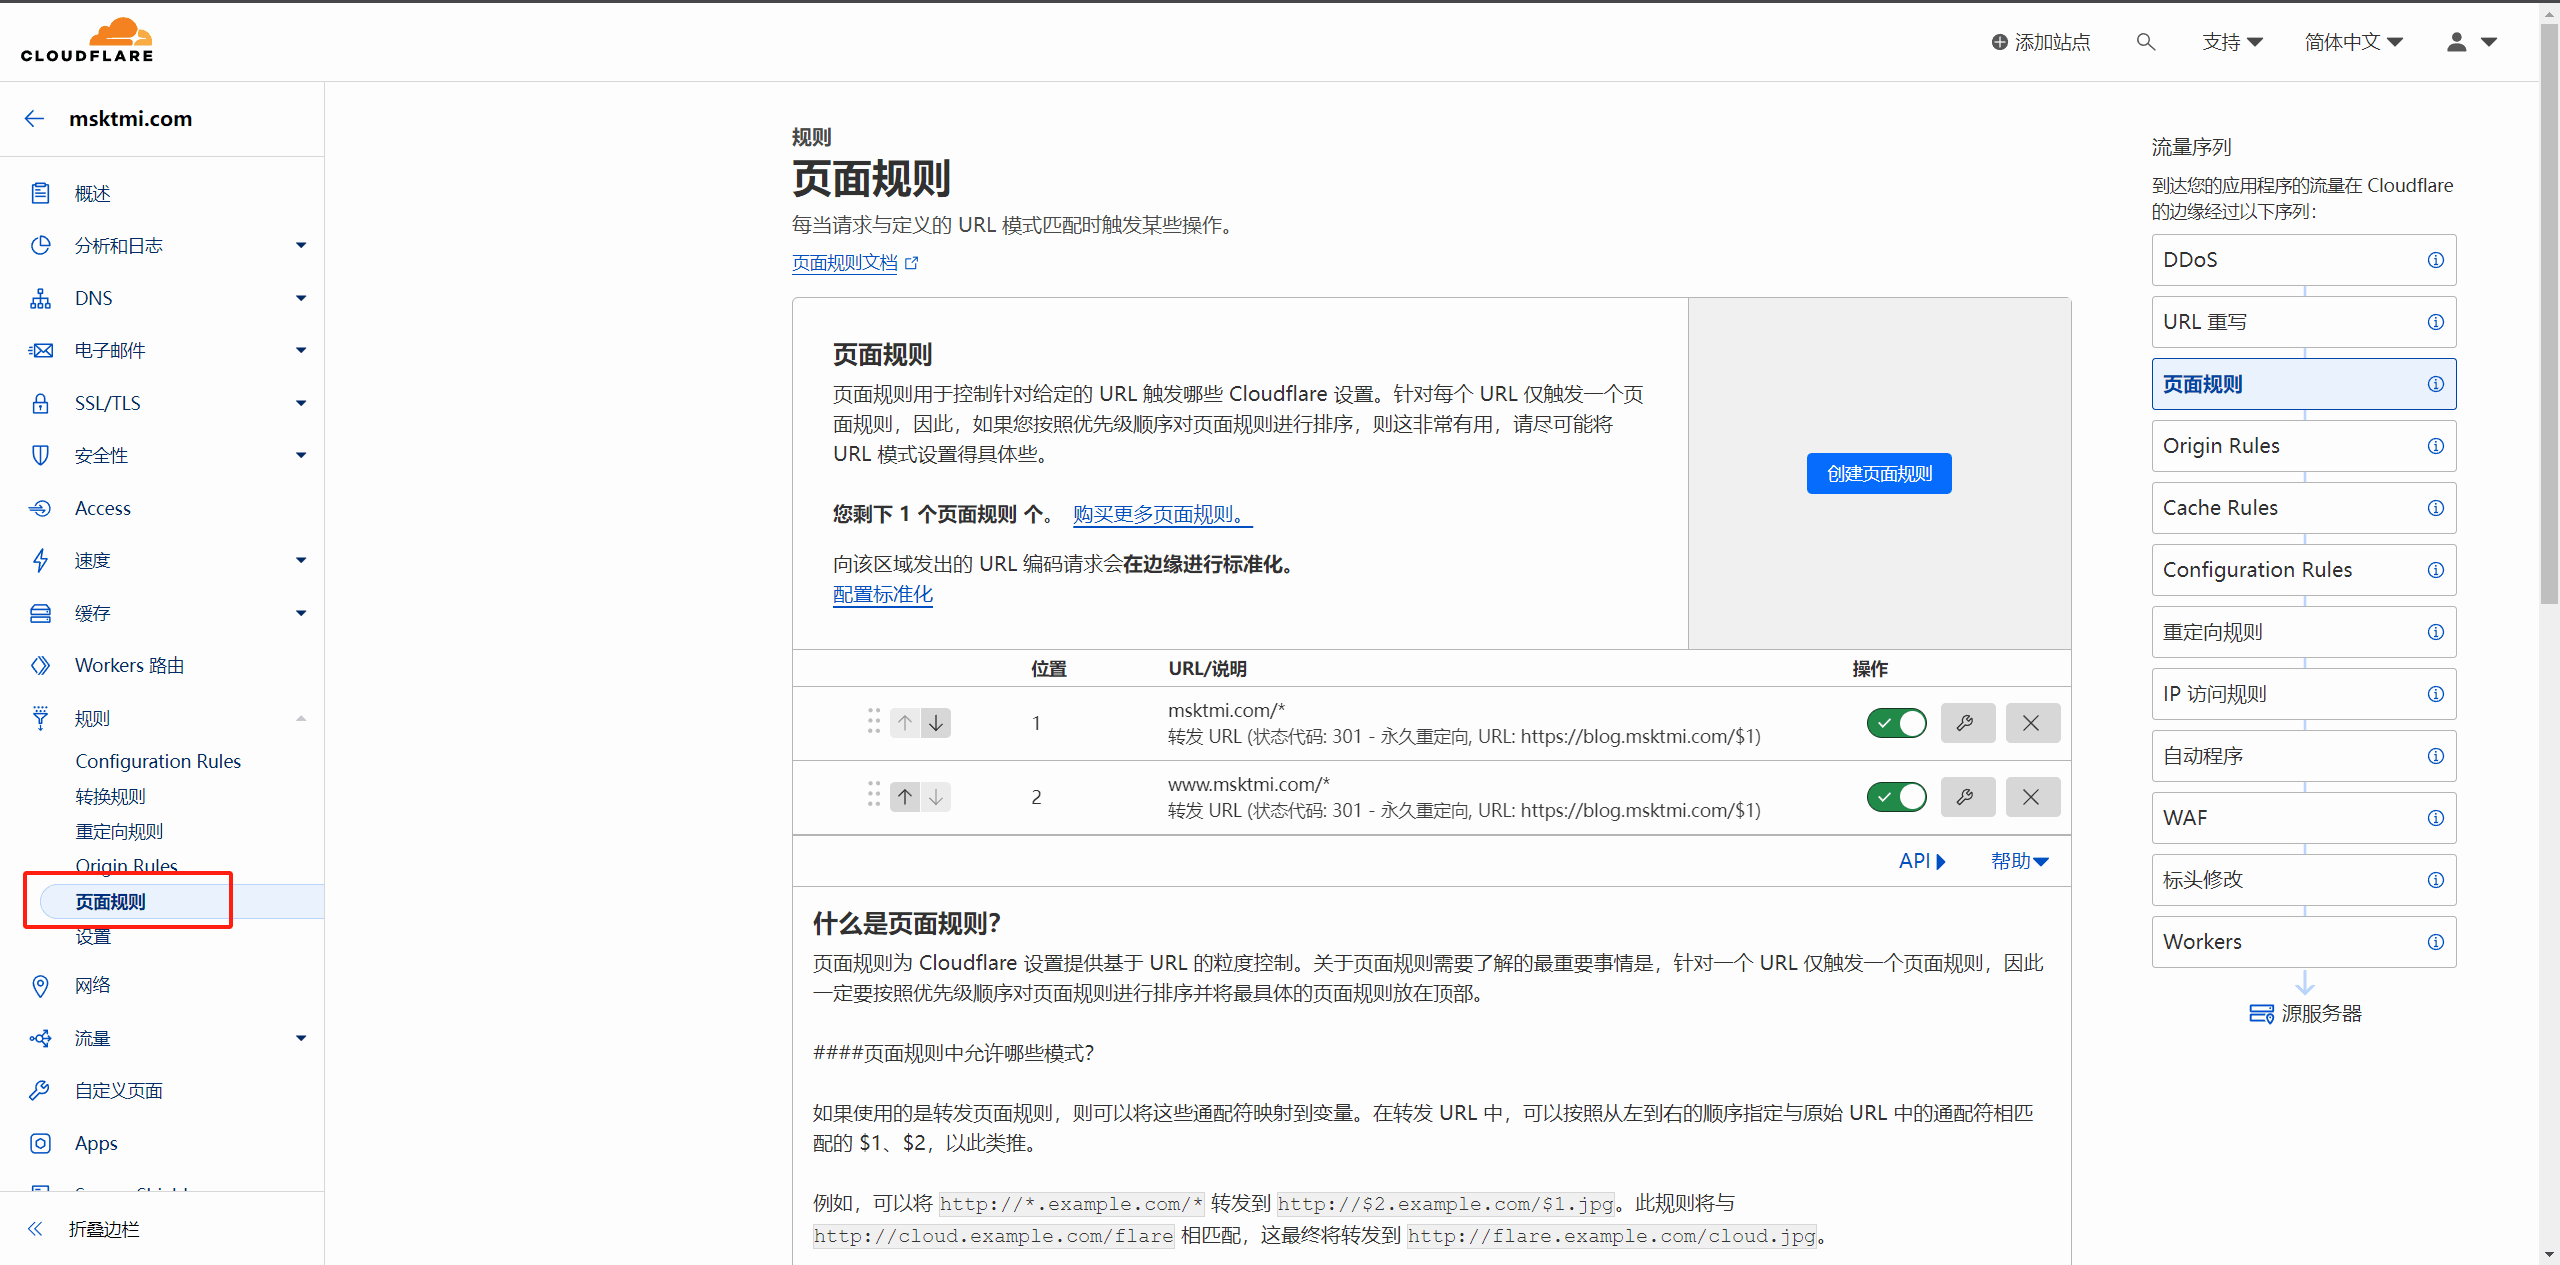 CLOUDFLARE
添加站点
支持
简体中文
msktmi.com
概述
分析和日志
DNS
电子邮件
SSL/TLS
安全性
Access
速度
缓存
Workers 路由
规则
Configuration Rules
转换规则
重定向规则
Origin Rules
页面规则
设置
网络
流量
自定义页面
Apps
折叠边栏
规则
页面规则
每当请求与定义的 URL 模式匹配时触发某些操作。
页面规则文档
页面规则
页面规则用于控制针对给定的 URL 触发哪些 Cloudflare 设置。针对每个 URL 仅触发一个页
面规则，因此，如果您按照优先级顺序对页面规则进行排序，则这非常有用，请尽可能将
URL 模式设置得具体些。
您剩下 1 个页面规则 个。 购买更多页面规则。
向该区域发出的 URL 编码请求会在边缘进行标准化。
配置标准化
创建页面规则
位置 URL/说明 操作
1 msktmi.com/*
转发 URL (状态代码: 301 - 永久重定向, URL: https://blog.msktmi.com/$1)
2 www.msktmi.com/*
转发 URL (状态代码: 301 - 永久重定向, URL: https://blog.msktmi.com/$1)
API 帮助
什么是页面规则？
页面规则为 Cloudflare 设置提供基于 URL 的粒度控制。关于页面规则需要了解的最重要事情是，针对一个 URL 仅触发一个页面规则，因此
一定要按照优先级顺序对页面规则进行排序并将最具体的页面规则放在顶部。
####页面规则中允许哪些模式？
如果使用的是转发页面规则，则可以将这些通配符映射到变量。在转发 URL 中，可以按照从左到右的顺序指定与原始 URL 中的通配符相匹
配的 $1、$2，以此类推。
例如，可以将 http://*.example.com/* 转发到 http://$2.example.com/$1.jpg。此规则将与
http://cloud.example.com/flare 相匹配，这最终将转发到 http://flare.example.com/cloud.jpg。
流量序列
到达您的应用程序的流量在 Cloudflare
的边缘经过以下序列：
DDoS
URL 重写
页面规则
Origin Rules
Cache Rules
Configuration Rules
重定向规则
IP 访问规则
自动程序
WAF
标头修改
Workers
源服务器